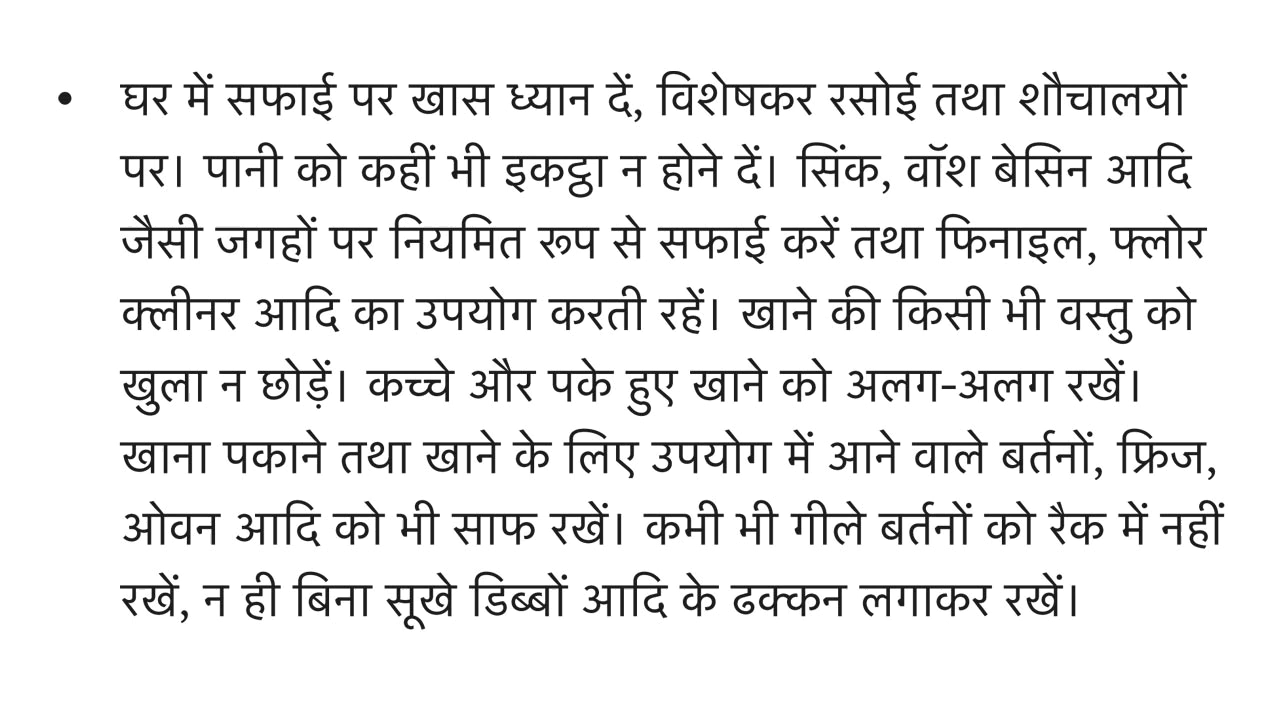 • घर में सफाई पर खास ध्यान दें, विशेषकर रसोई तथा शौचालयों
पर। पानी को कहीं भी इकट्ठा न होने दें। सिंक, वॉश बेसिन आदि
जैसी जगहों पर नियमित रूप से सफाई करें तथा फिनाइल, फ्लोर
क्लीनर आदि का उपयोग करती रहें। खाने की किसी भी वस्तु को
खुला न छोड़ें। कच्चे और पके हुए खाने को अलग-अलग रखें।
खाना पकाने तथा खाने के लिए उपयोग में आने वाले बर्तनों, फ्रिज,
ओवन आदि को भी साफ रखें। कभी भी गीले बर्तनों को रैक में नहीं
रखें, न ही बिना सूखे डिब्बों आदि के ढक्कन लगाकर रखें।